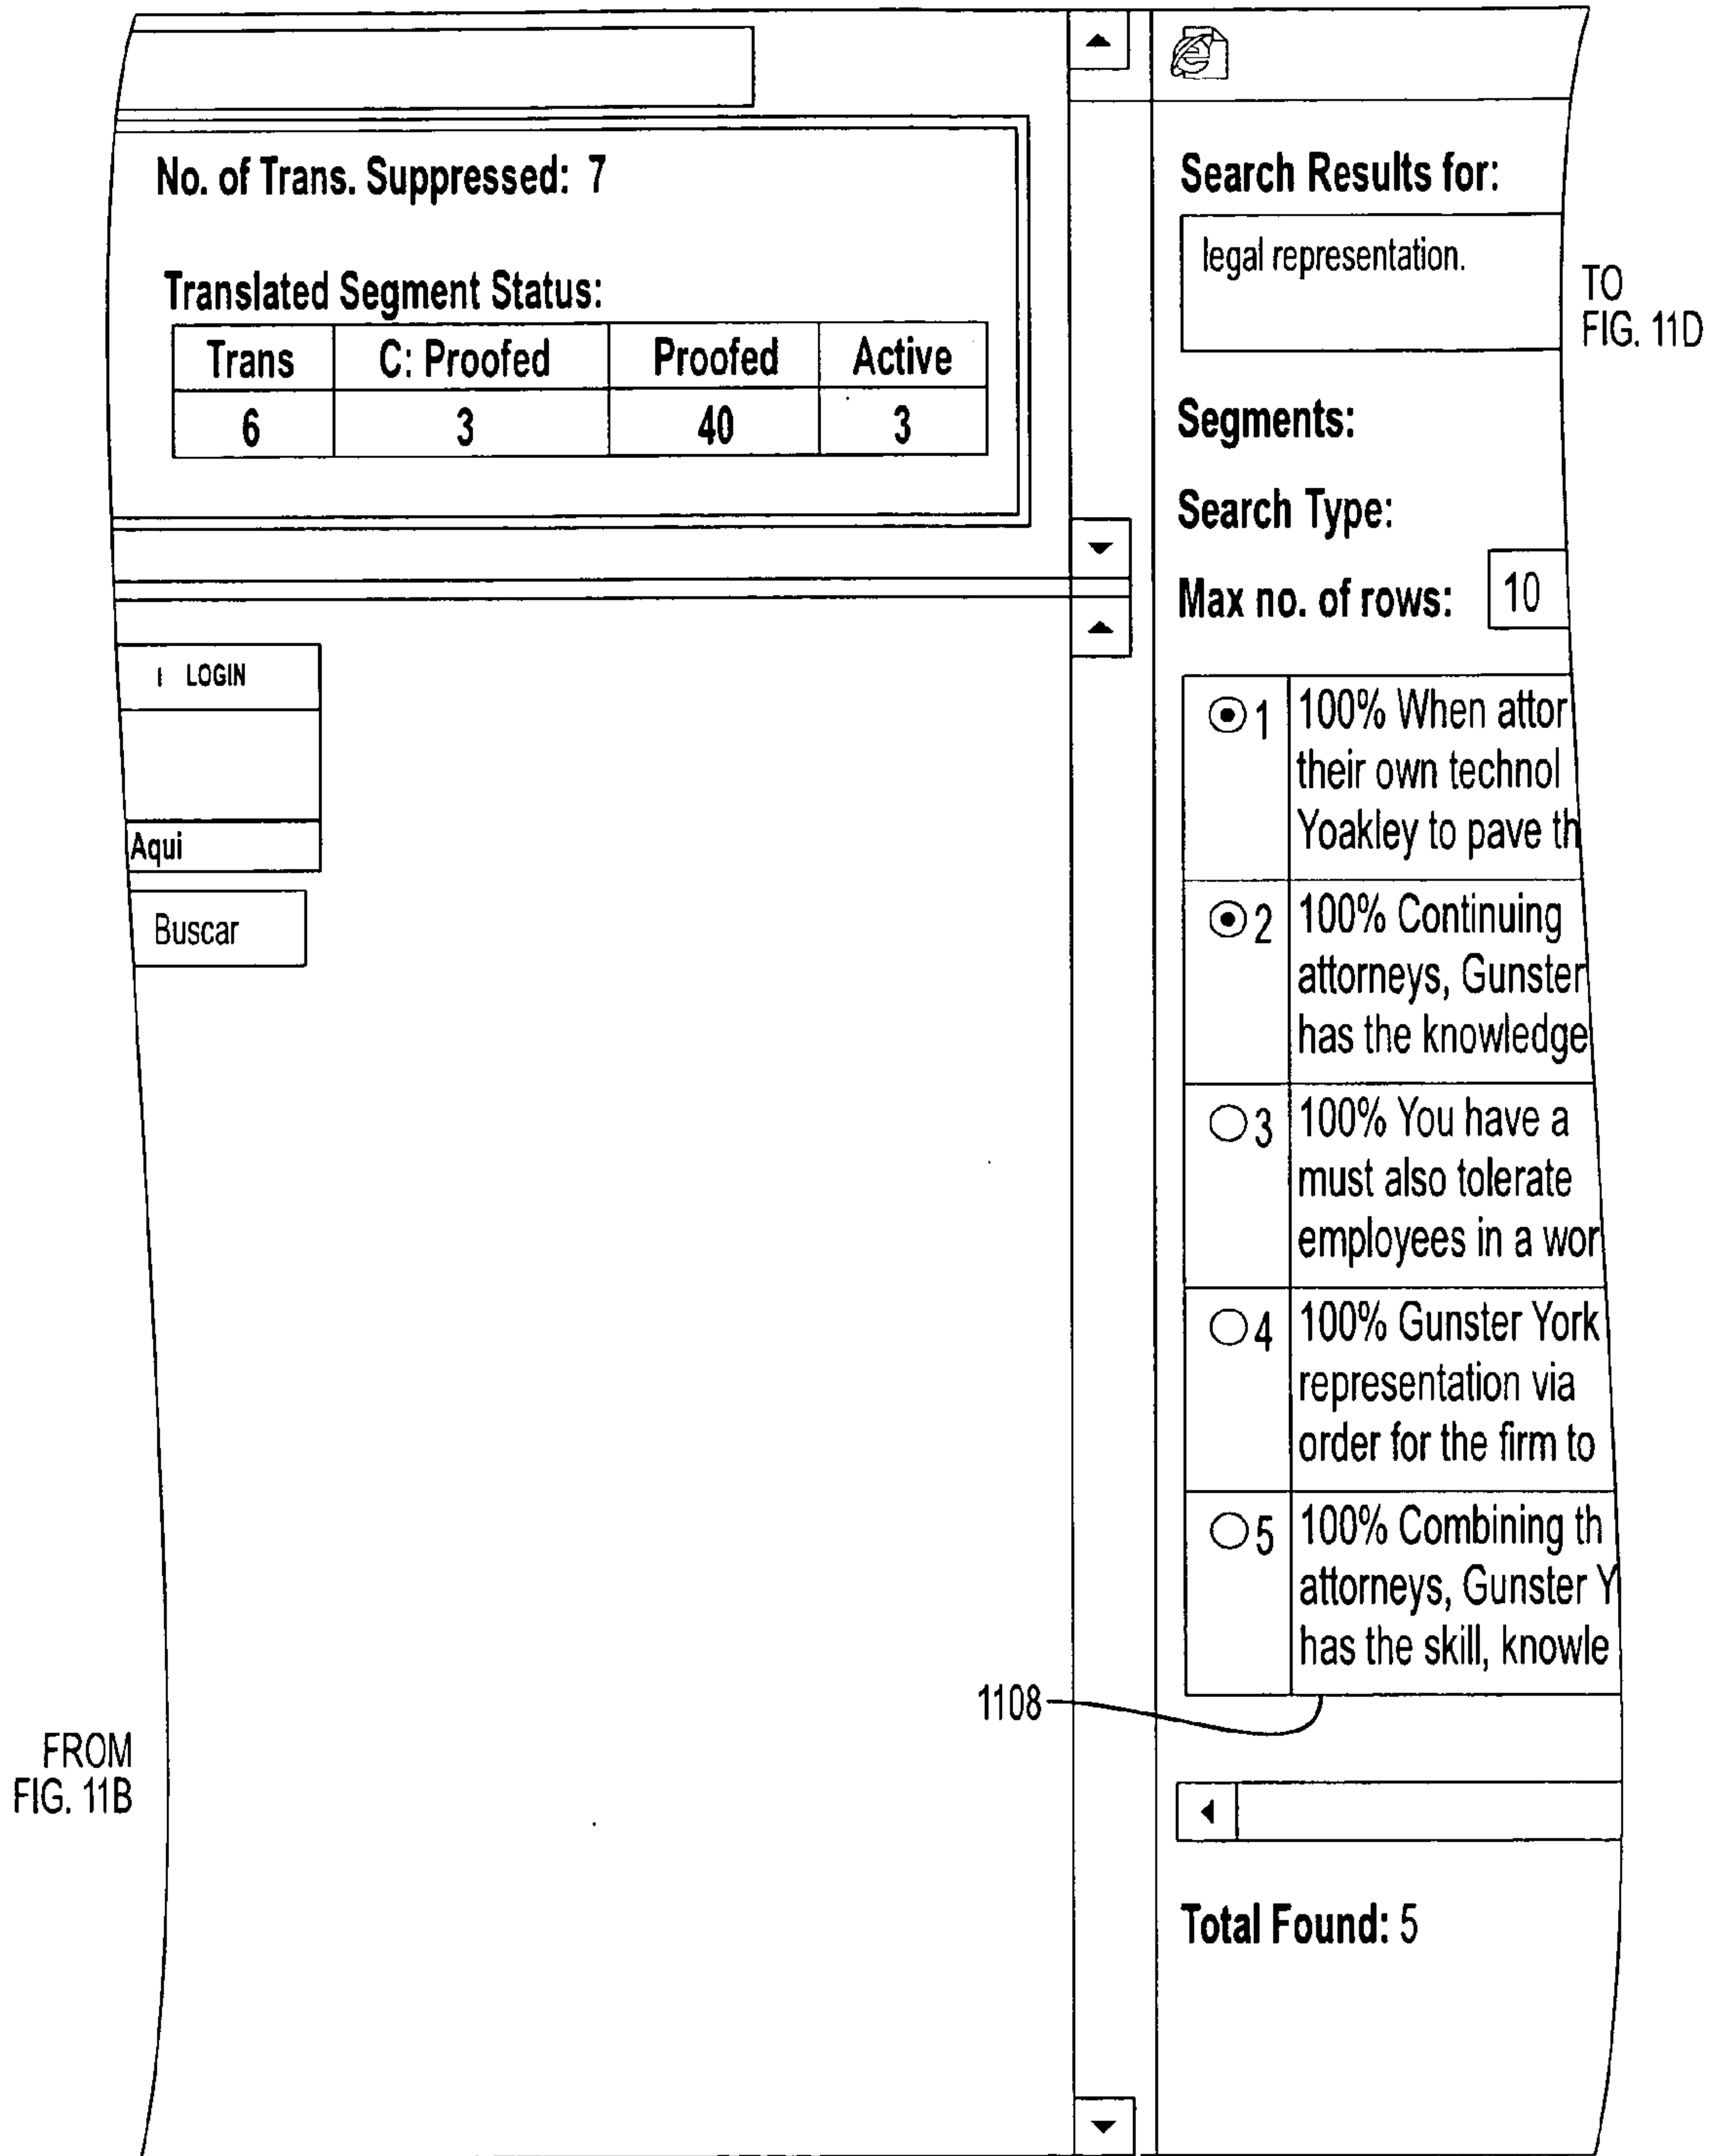 No. of Trans. Suppressed: 7
Translated Segment Status:
Trans C: Proofed Proofed Active
6 3 40 3
I LOGIN
Aqui
Buscar
FROM
FIG. 11B
Search Results for:
legal representation.
TO
FIG. 11D
Segments:
Search Type:
Max no. of rows: 10
1 100% When attor
their own technol
Yoakley to pave th
2 100% Continuing
attorneys, Gunster
has the knowledge
3 100% You have a
must also tolerate
employees in a wor
4 100% Gunster York
representation via
order for the firm to
5 100% Combining th
attorneys, Gunster Y
has the skill, knowle
1108
Total Found: 5